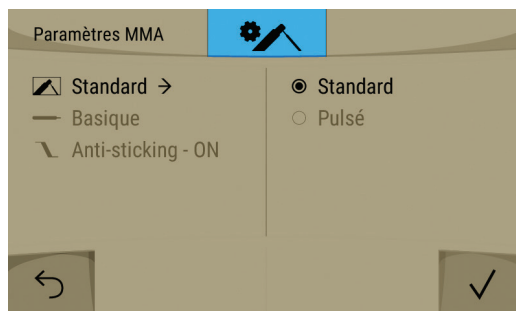 Paramètres MMA
Standard →
Basique
Anti-sticking - ON
Standard
Pulsé